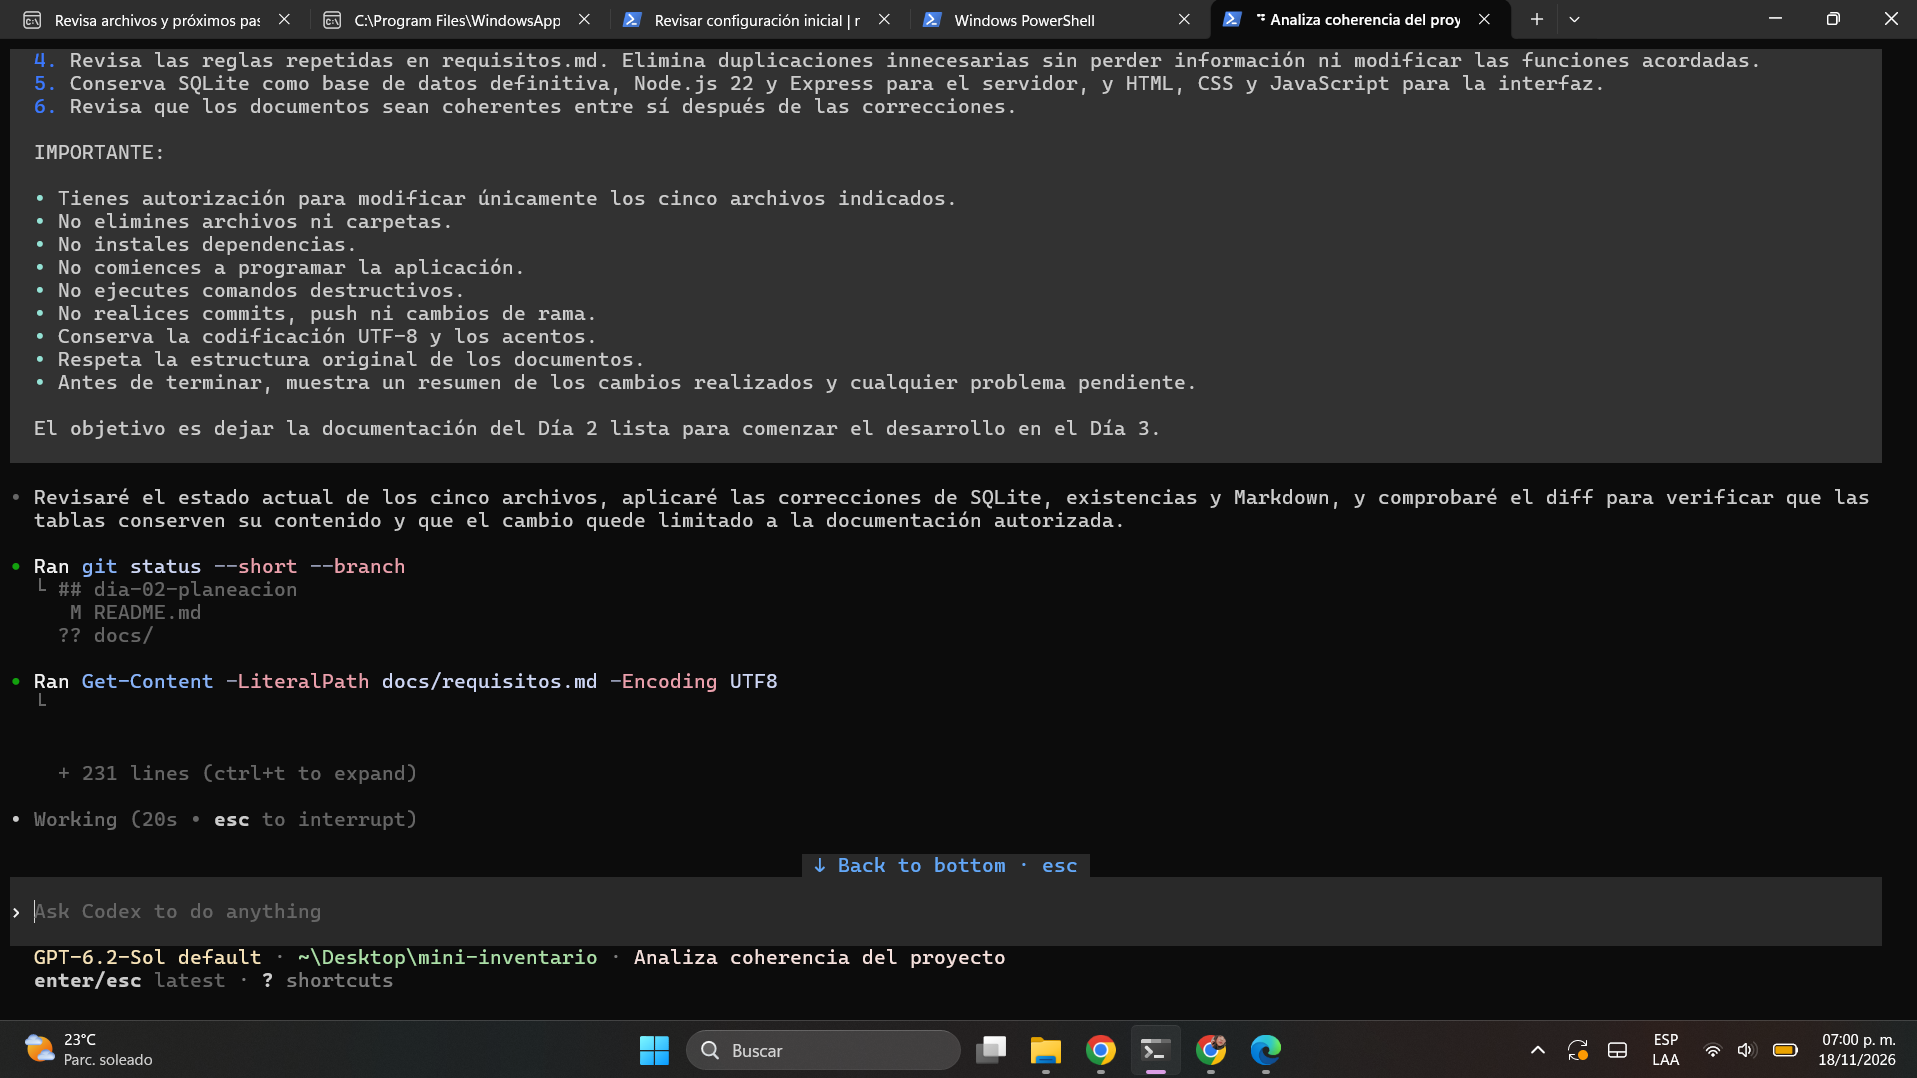 Revisa archivos y próximos pas
C:\Program Files\WindowsApp
Revisar configuración inicial | r
Windows PowerShell
Analiza coherencia del proy
4. Revisa las reglas repetidas en requisitos.md. Elimina duplicaciones innecesarias sin perder información ni modificar las funciones acordadas.
5. Conserva SQLite como base de datos definitiva, Node.js 22 y Express para el servidor, y HTML, CSS y JavaScript para la interfaz.
6. Revisa que los documentos sean coherentes entre sí después de las correcciones.
IMPORTANTE:
• Tienes autorización para modificar únicamente los cinco archivos indicados.
• No elimines archivos ni carpetas.
• No instales dependencias.
• No comiences a programar la aplicación.
• No ejecutes comandos destructivos.
• No realices commits, push ni cambios de rama.
• Conserva la codificación UTF-8 y los acentos.
• Respeta la estructura original de los documentos.
• Antes de terminar, muestra un resumen de los cambios realizados y cualquier problema pendiente.
El objetivo es dejar la documentación del Día 2 lista para comenzar el desarrollo en el Día 3.
• Revisaré el estado actual de los cinco archivos, aplicaré las correcciones de SQLite, existencias y Markdown, y comprobaré el diff para verificar que las
tablas conserven su contenido y que el cambio quede limitado a la documentación autorizada.
• Ran git status --short --branch
└ ## dia-02-planeacion
M README.md
?? docs/
• Ran Get-Content -LiteralPath docs/requisitos.md -Encoding UTF8
└
+ 231 lines (ctrl+t to expand)
• Working (20s • esc to interrupt)
↓ Back to bottom · esc
› Ask Codex to do anything
GPT-6.2-Sol default · ~\Desktop\mini-inventario · Analiza coherencia del proyecto
enter/esc latest · ? shortcuts
23°C
Parc. soleado
Buscar
ESP
LAA
07:00 p. m.
18/11/2026